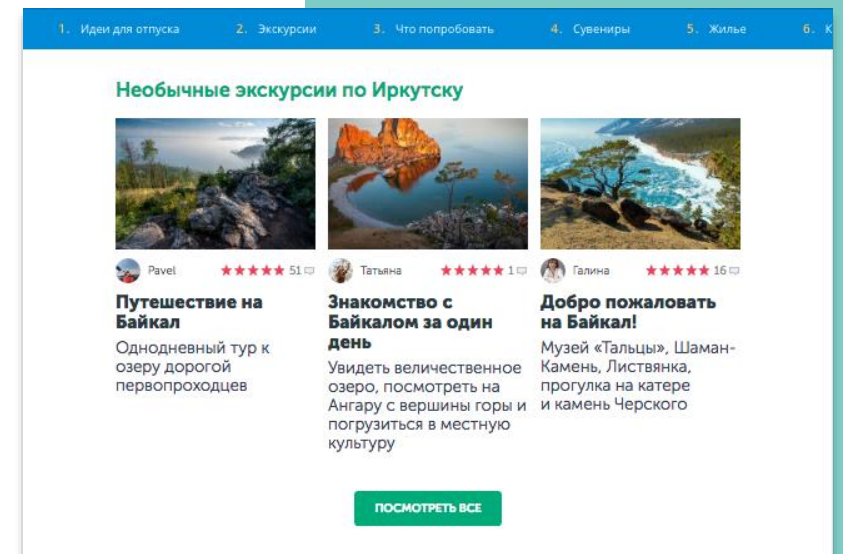 1. Идеи для отпуска 2. Экскурсии 3. Что попробовать 4. Сувениры 5. Жилье 6. К
Необычные экскурсии по Иркутску
Pavel ★★★★★ 51
Путешествие на
Байкал
Однодневный тур к
озеру дорогой
первопроходцев
Татьяна ★★★★★ 1
Знакомство с
Байкалом за один
день
Увидеть величественное
озеро, посмотреть на
Ангару с вершины горы и
погрузиться в местную
культуру
Галина ★★★★★ 16
Добро пожаловать
на Байкал!
Музей «Тальцы», Шаман-
Камень, Листвянка,
прогулка на катере
и камень Черского
ПОСМОТРЕТЬ ВСЕ